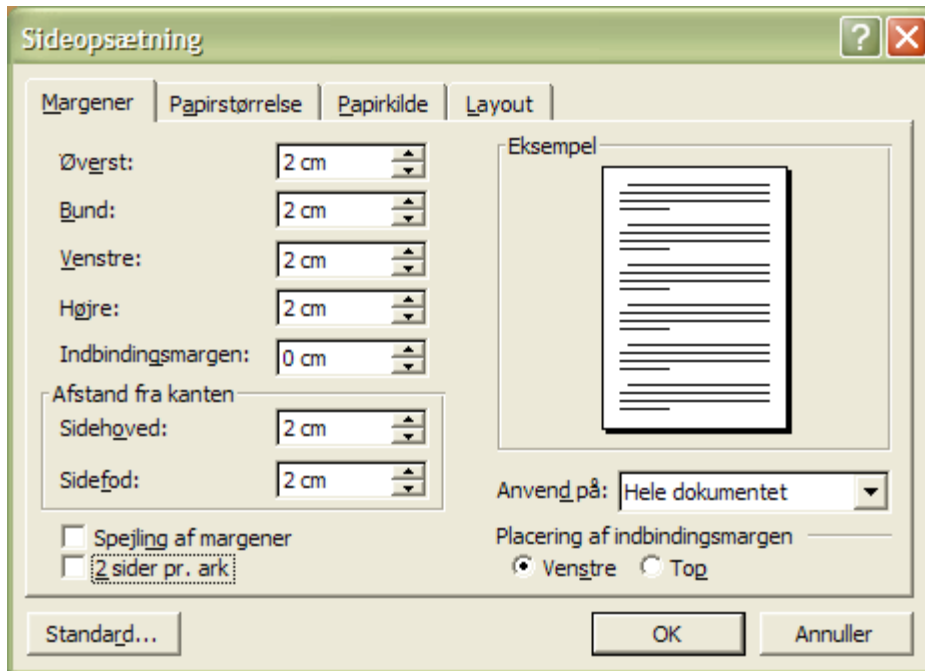 Sideopsætning
Margener Papirstørrelse Papirkilde Layout
Øverst: 2 cm
Bund: 2 cm
Venstre: 2 cm
Højre: 2 cm
Indbindingsmargen: 0 cm
Afstand fra kanten
Sidehoved: 2 cm
Sidefod: 2 cm
Spejling af margener
2 sider pr. ark
Eksempel
Anvend på: Hele dokumentet
Placering af indbindingsmargen
Venstre Top
Standard... OK Annuller